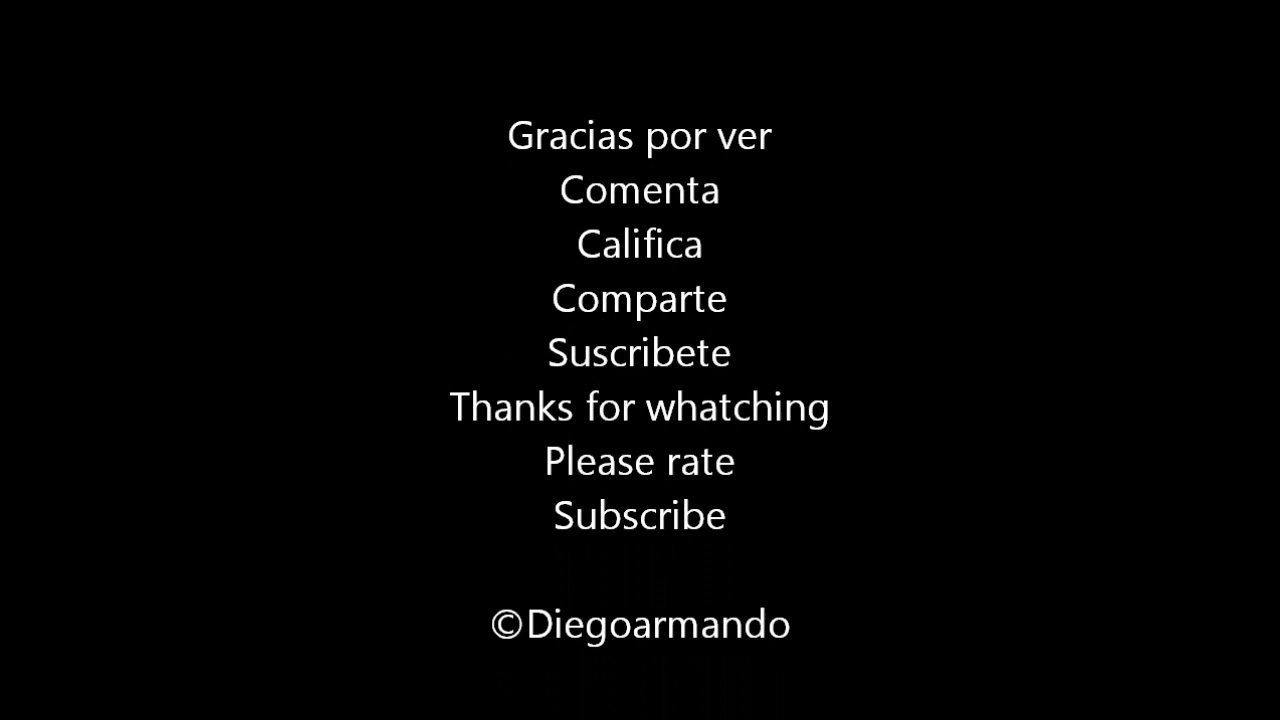 Gracias por ver
Comenta
Califica
Comparte
Suscribete
Thanks for whatching
Please rate
Subscribe
©Diegoarmando